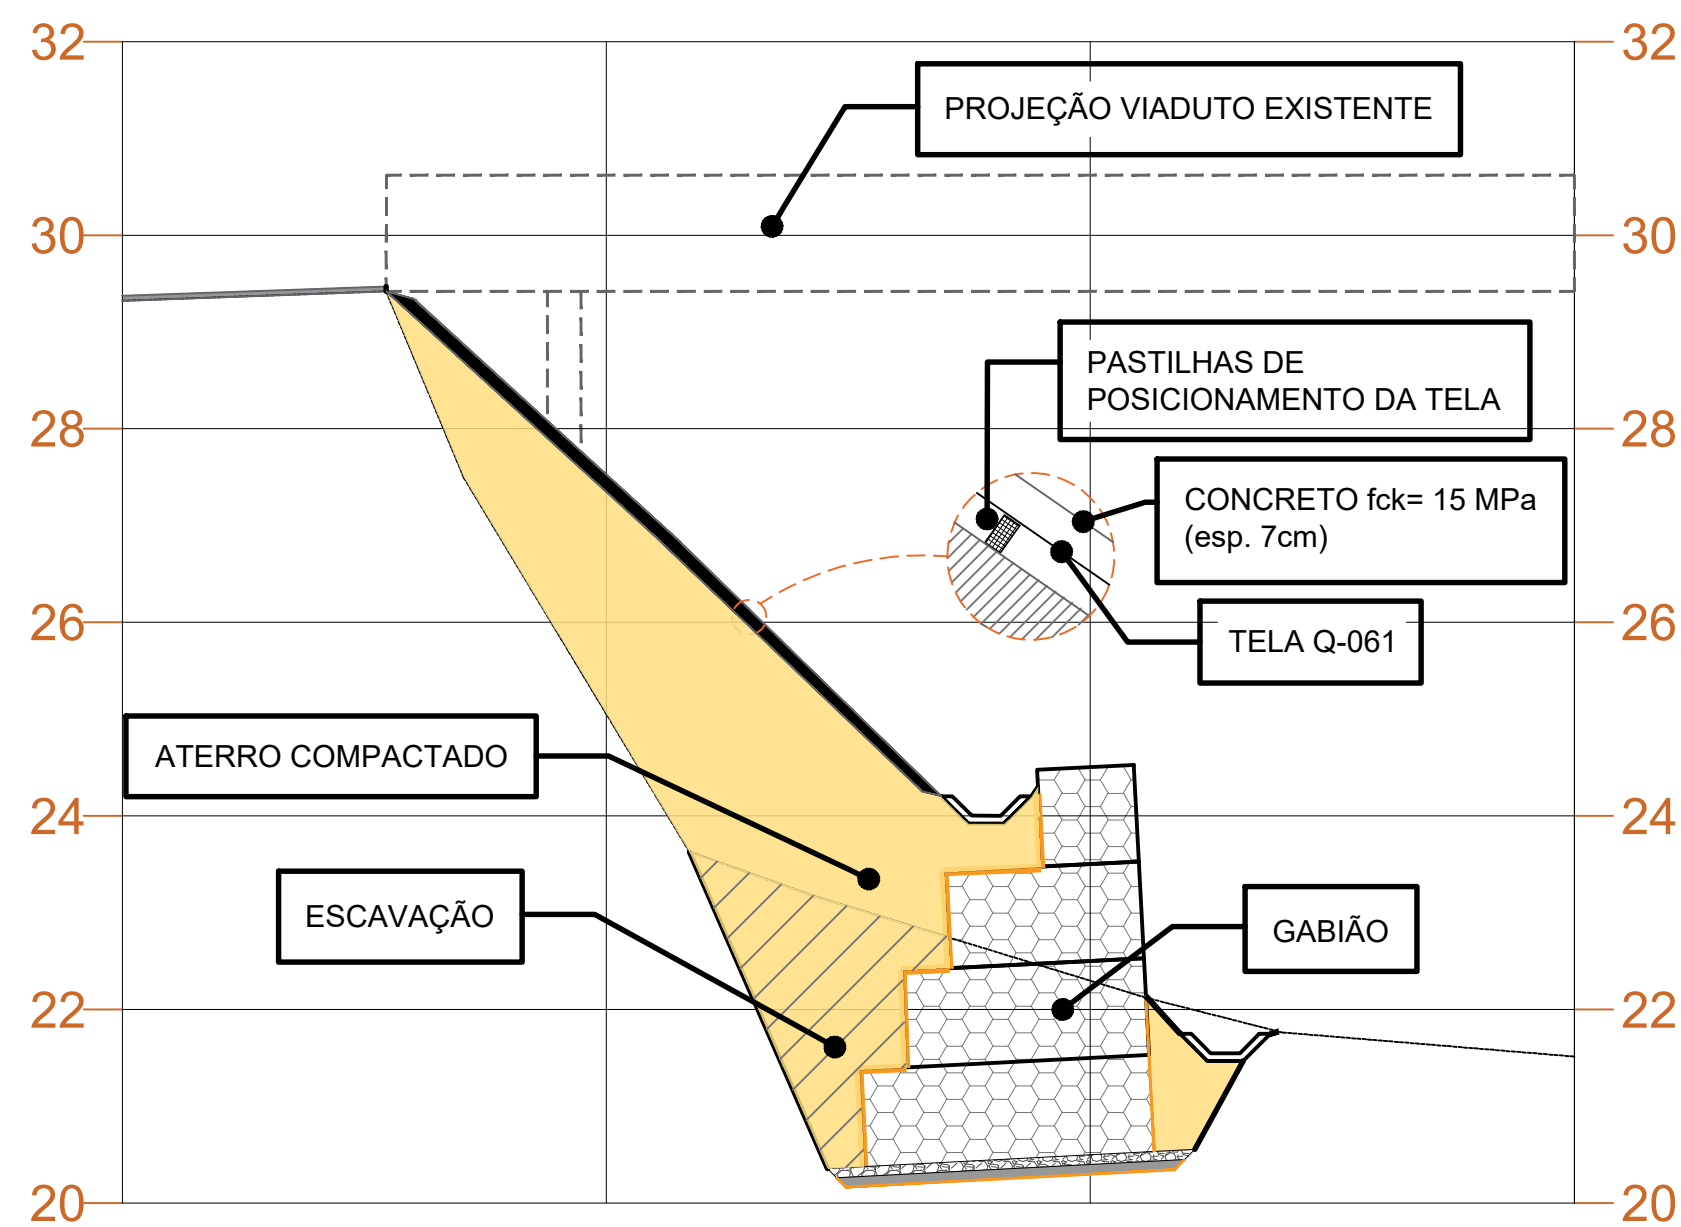 32
32
PROJEÇÃO VIADUTO EXISTENTE
30
30
PASTILHAS DE
POSICIONAMENTO DA TELA
28
28
CONCRETO fck= 15 MPa
(esp. 7cm)
26
26
TELA Q-061
ATERRO COMPACTADO
24
24
ESCAVAÇÃO
GABIÃO
22
22
20
20